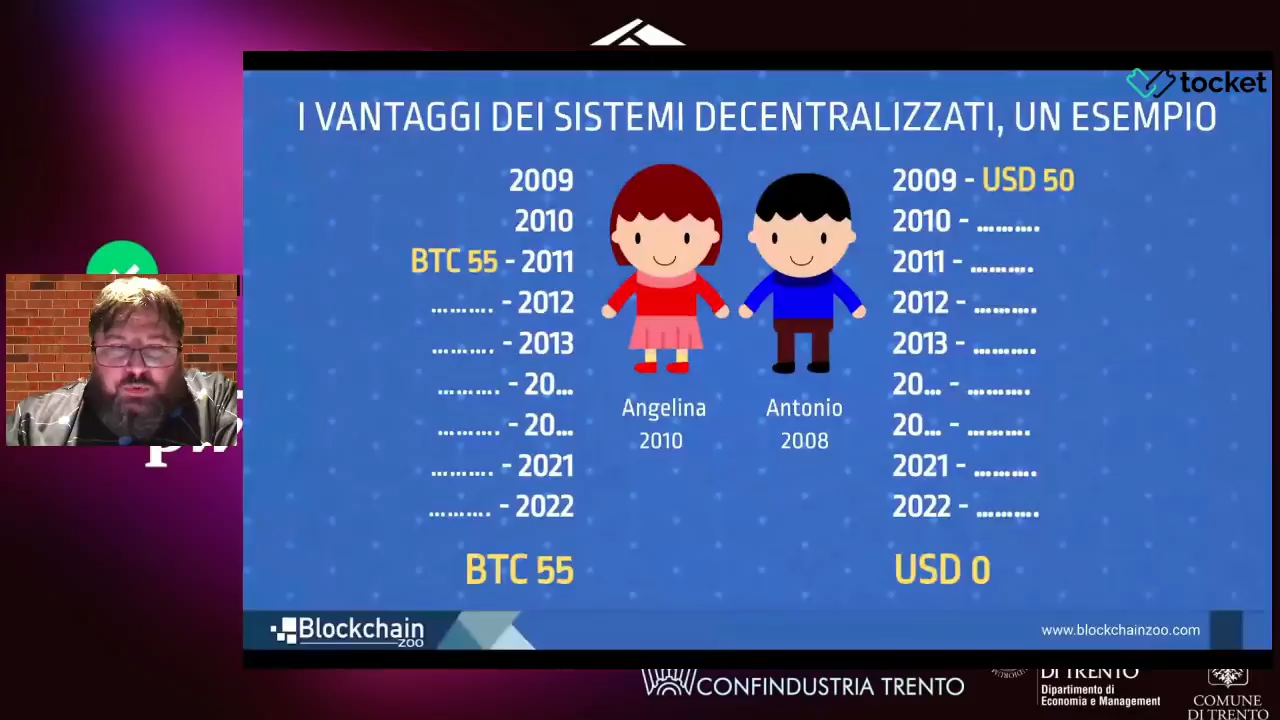 tocket
I VANTAGGI DEI SISTEMI DECENTRALIZZATI, UN ESEMPIO
2009
2010
BTC 55 - 2011
.......... - 2012
.......... - 2013
.......... - 20...
.......... - 20...
.......... - 2021
.......... - 2022
BTC 55
Angelina
2010
Antonio
2008
2009 - USD 50
2010 - ..........
2011 - ..........
2012 - ..........
2013 - ..........
20... - ..........
20... - ..........
2021 - ..........
2022 - ..........
USD 0
Blockchain
ZOO
www.blockchainzoo.com
CONFINDUSTRIA TRENTO
DI TRENTO
Dipartimento di
Economia e Management
COMUNE
DI TRENTO